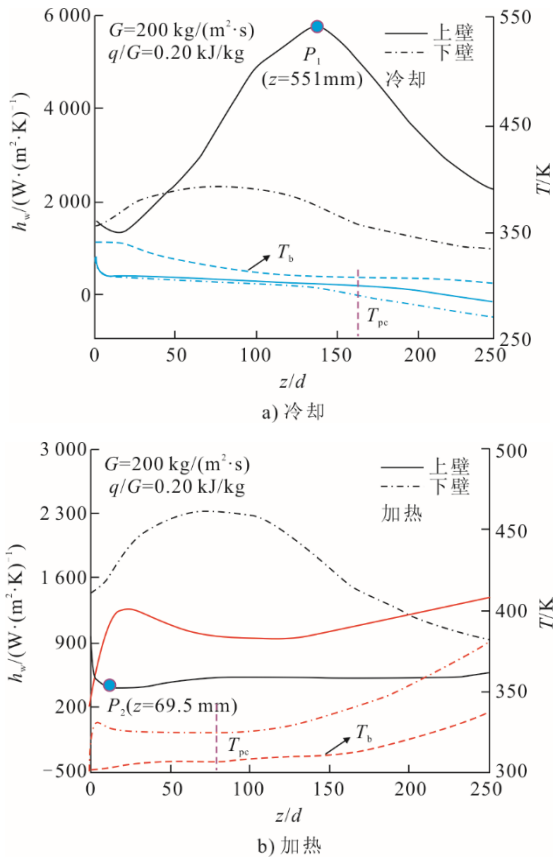 G=200 kg/(m²·s)
q/G=0.20 kJ/kg
上壁
下壁
冷却
P₁
(z=551mm)
6 000
4 000
2 000
0
h_w/(W·(m²·K)⁻¹)
550
450
350
250
T/K
T_b
T_pc
0 50 100 150 200 250
z/d
a) 冷却
G=200 kg/(m²·s)
q/G=0.20 kJ/kg
上壁
下壁
加热
3 000
2 300
1 600
900
200
−500
h_w/(W·(m²·K)⁻¹)
500
450
400
350
300
T/K
P₂(z=69.5 mm)
T_pc
T_b
0 50 100 150 200 250
z/d
b) 加热